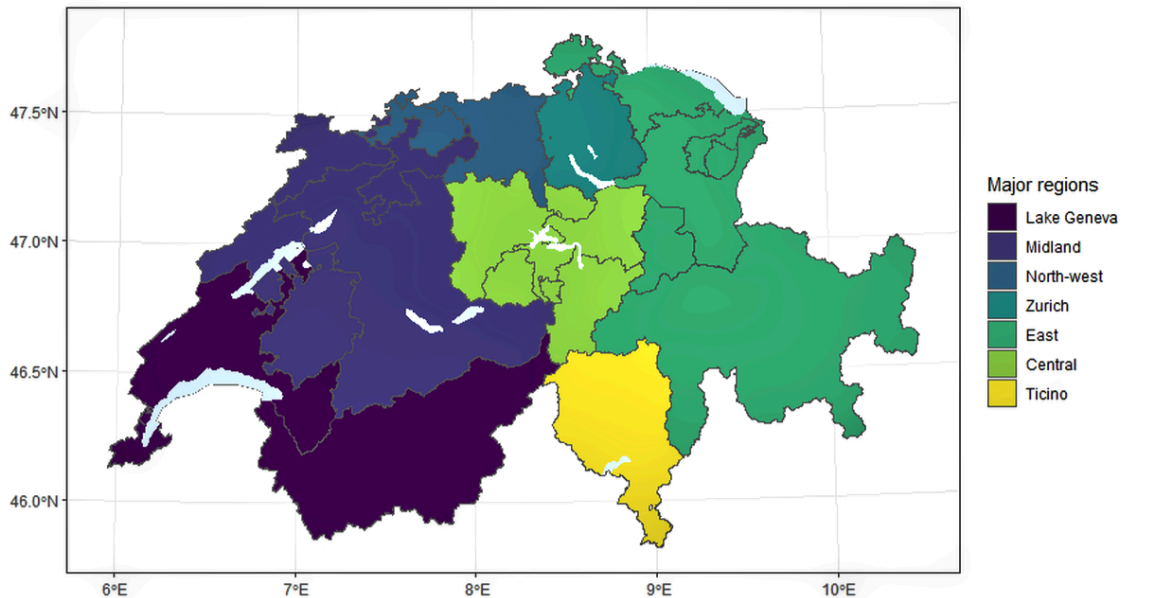 47.5°N
47.0°N
46.5°N
46.0°N
6°E
7°E
8°E
9°E
10°E
Major regions
Lake Geneva
Midland
North-west
Zurich
East
Central
Ticino